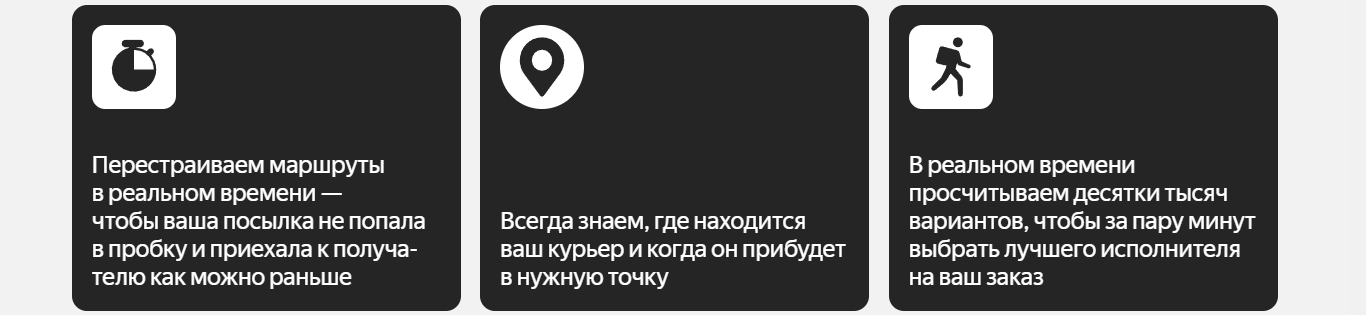 Перестраиваем маршруты
в реальном времени —
чтобы ваша посылка не попала
в пробку и приехала к получа-
телю как можно раньше
Всегда знаем, где находится
ваш курьер и когда он прибудет
в нужную точку
В реальном времени
просчитываем десятки тысяч
вариантов, чтобы за пару минут
выбрать лучшего исполнителя
на ваш заказ